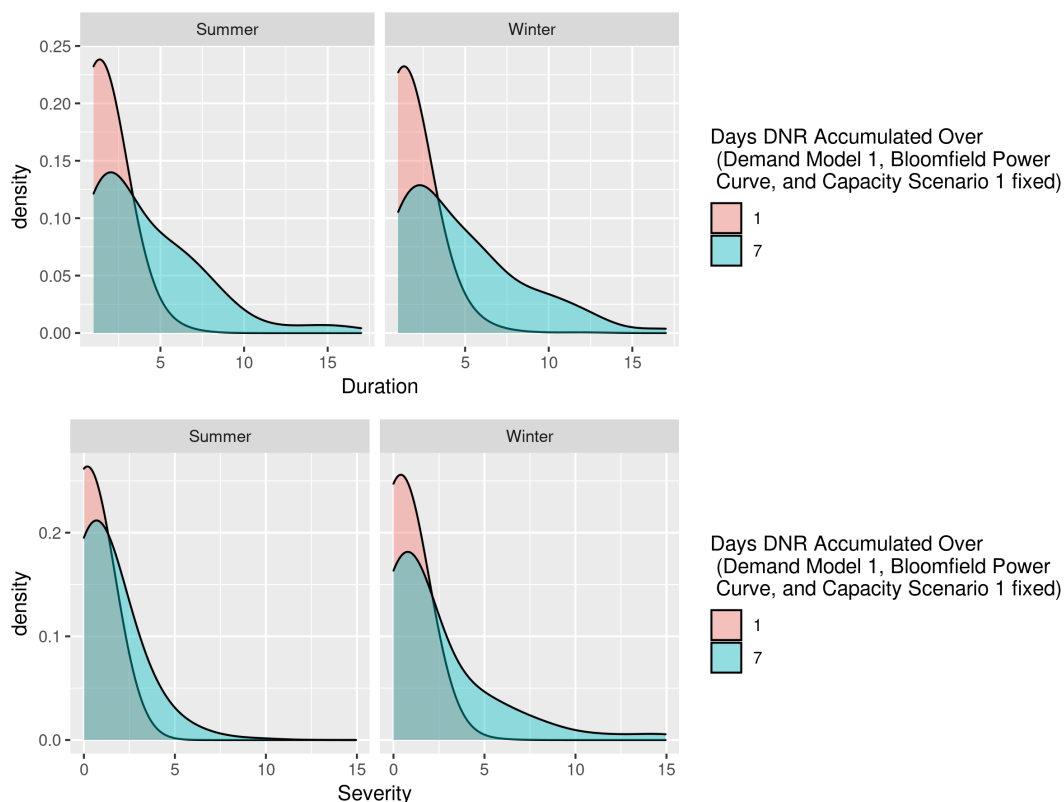 Summer
Winter
0.25
0.20
0.15
0.10
0.05
0.00
density
5
10
15
5
10
15
Duration
Days DNR Accumulated Over
(Demand Model 1, Bloomfield Power
Curve, and Capacity Scenario 1 fixed)
1
7
Summer
Winter
0.2
0.1
0.0
density
0
5
10
15
0
5
10
15
Severity
Days DNR Accumulated Over
(Demand Model 1, Bloomfield Power
Curve, and Capacity Scenario 1 fixed)
1
7